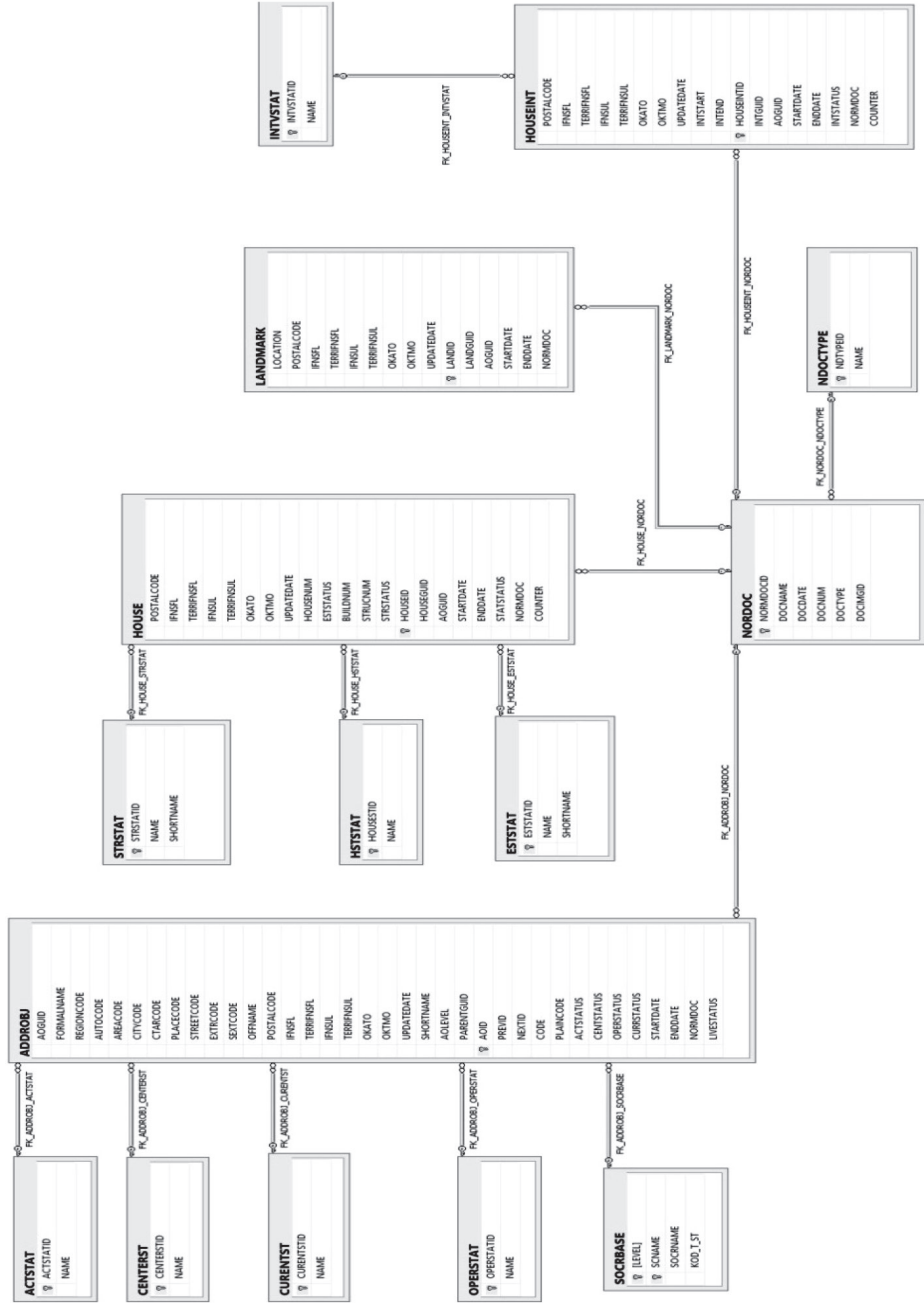 ACTSTAT
ACTSTATID
NAME
FK_ADDROBJ_ACTSTAT
CENTERST
CENTERSTID
NAME
FK_ADDROBJ_CENTERST
CURENTST
CURENTSTID
NAME
FK_ADDROBJ_CURENTST
OPERSTAT
OPERSTATID
NAME
FK_ADDROBJ_OPERSTAT
SOCRBASE
[LEVEL]
SCNAME
SOCRNAME
KOD_T_ST
FK_ADDROBJ_SOCRBASE
ADDROBJ
AOGUID
FORMALNAME
REGIONCODE
AUTOCODE
AREACODE
CITYCODE
CTARCODE
PLACECODE
STREETCODE
EXTRCODE
SEXTCODE
OFFNAME
POSTALCODE
IFNSFL
TERRIFNSFL
IFNSUL
TERRIFNSUL
OKATO
OKTMO
UPDATEDATE
SHORTNAME
AOLEVEL
PARENTGUID
AOID
PREVID
NEXTID
CODE
PLAINCODE
ACTSTATUS
CENTSTATUS
OPERSTATUS
CURRSTATUS
STARTDATE
ENDDATE
NORMDOC
LIVESTATUS
FK_ADDROBJ_NORDOC
STRSTAT
STRSTATID
NAME
SHORTNAME
FK_HOUSE_STRSTAT
HSTSTAT
HOUSESTID
NAME
FK_HOUSE_HSTSTAT
ESTSTAT
ESTSTATID
NAME
SHORTNAME
FK_HOUSE_ESTSTAT
HOUSE
POSTALCODE
IFNSFL
TERRIFNSFL
IFNSUL
TERRIFNSUL
OKATO
OKTMO
UPDATEDATE
HOUSENUM
ESTSTATUS
BUILDNUM
STRUCNUM
STRSTATUS
HOUSEID
HOUSEGUID
AOGUID
STARTDATE
ENDDATE
STATSTATUS
NORMDOC
COUNTER
FK_HOUSE_NORDOC
NORDOC
NORMDOCID
DOCNAME
DOCDATE
DOCNUM
DOCTYPE
DOCIMGID
LANDMARK
LOCATION
POSTALCODE
IFNSFL
TERRIFNSFL
IFNSUL
TERRIFNSUL
OKATO
OKTMO
UPDATEDATE
LANDID
LANDGUID
AOGUID
STARTDATE
ENDDATE
NORMDOC
FK_LANDMARK_NORDOC
FK_NORDOC_NDOCTYPE
NDOCTYPE
NDTYPEID
NAME
FK_HOUSEINT_NORDOC
INTVSTAT
INTVSTATID
NAME
FK_HOUSEINT_INTVSTAT
HOUSEINT
POSTALCODE
IFNSFL
TERRIFNSFL
IFNSUL
TERRIFNSUL
OKATO
OKTMO
UPDATEDATE
INTSTART
INTEND
HOUSEINTID
INTGUID
AOGUID
STARTDATE
ENDDATE
INTSTATUS
NORMDOC
COUNTER